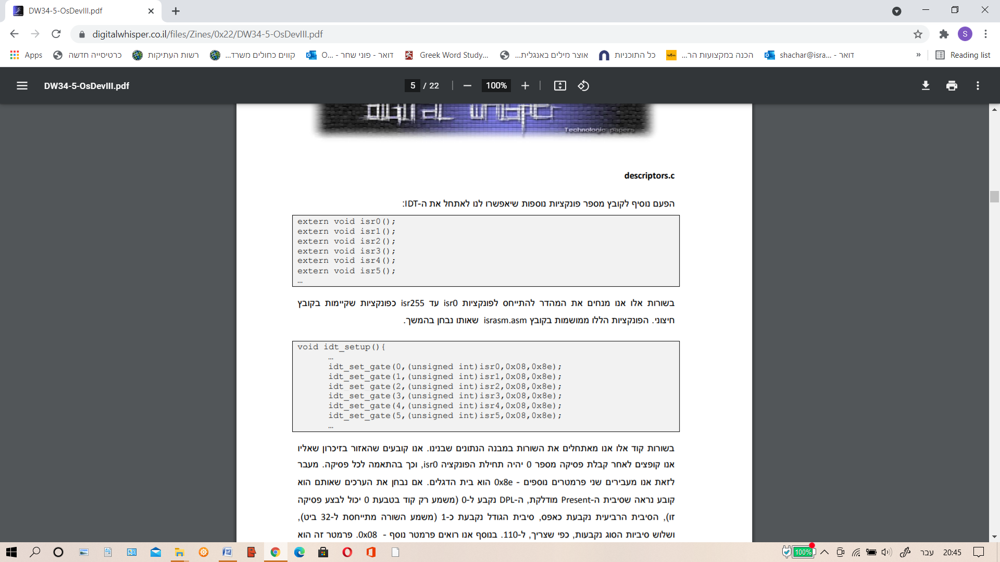 DW34-5-OsDevIII.pdf
digitalwhisper.co.il/files/Zines/0x22/DW34-5-OsDevIII.pdf
S
Apps
כרטיסייה חדשה
רשות העתיקות
קווים כחולים משרד...
דואר - פוני שחר - O...
Greek Word Study...
אוצר מילים באנגלית...
כל התוכניות
הכנה במקצועות הר...
דואר - shachar@isra...
»
Reading list
DW34-5-OsDevIII.pdf
5 / 22
100%
digital whisper
Technologic papers
descriptors.c
הפעם נוסיף לקובץ מספר פונקציות נוספות שיאפשרו לנו לאתחל את ה-IDT:
extern void isr0();
extern void isr1();
extern void isr2();
extern void isr3();
extern void isr4();
extern void isr5();
…
בשורות אלו אנו מנחים את המהדר להתייחס לפונקציות isr0 עד isr255 כפונקציות שקיימות בקובץ
חיצוני. הפונקציות הללו ממושמות בקובץ israsm.asm שאותו נבחן בהמשך.
void idt_setup(){
…
idt_set_gate(0,(unsigned int)isr0,0x08,0x8e);
idt_set_gate(1,(unsigned int)isr1,0x08,0x8e);
idt_set_gate(2,(unsigned int)isr2,0x08,0x8e);
idt_set_gate(3,(unsigned int)isr3,0x08,0x8e);
idt_set_gate(4,(unsigned int)isr4,0x08,0x8e);
idt_set_gate(5,(unsigned int)isr5,0x08,0x8e);
…
בשורות קוד אלו אנו מאתחלים את השורות במבנה הנתונים שבנינו. אנו קובעים שהאזור בזיכרון שאליו
אנו קופצים לאחר קבלת פסיקה מספר 0 יהיה תחילת הפונקציה isr0, וכך בהתאמה לכל פסיקה. מעבר
לזאת אנו מעבירים שני פרמטרים נוספים - 0x8e הוא בית הדגלים. אם נבחן את הערכים שאותם הוא
קובע נראה שסיבית ה-Present מודלקת, ה-DPL נקבע ל-0 (משמע רק קוד בטבעת 0 יכול לבצע פסיקה
זו), הסיבית הרביעית נקבעת כאפס, סיבית הגודל נקבעת כ-1 (משמע השורה מתייחסת ל-32 ביט),
ושלוש סיביות הסוג נקבעות, כפי שצריך, ל-110. בנוסף אנו רואים פרמטר נוסף - 0x08. פרמטר זה הוא
100%
עבר
20:45